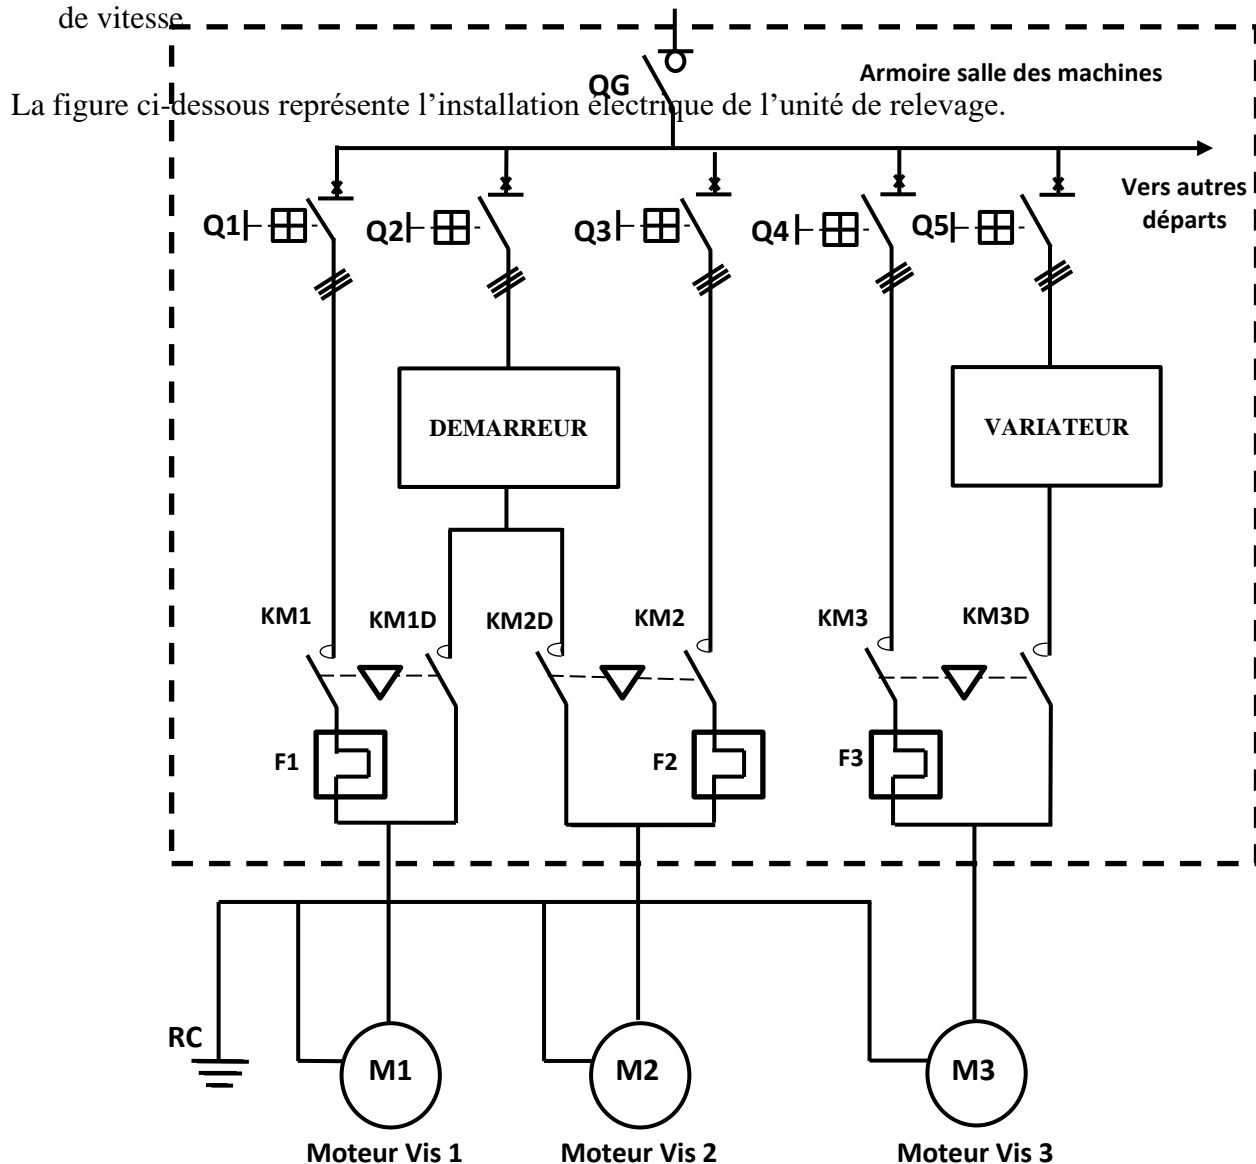 de vitesse
QG
Armoire salle des machines
La figure ci-dessous représente l'installation électrique de l'unité de relevage.
Vers autres
départs
Q1
Q2
Q3
Q4
Q5
DEMARREUR
VARIATEUR
KM1
KM1D
KM2D
KM2
KM3
KM3D
F1
F2
F3
RC
M1
M2
M3
Moteur Vis 1
Moteur Vis 2
Moteur Vis 3